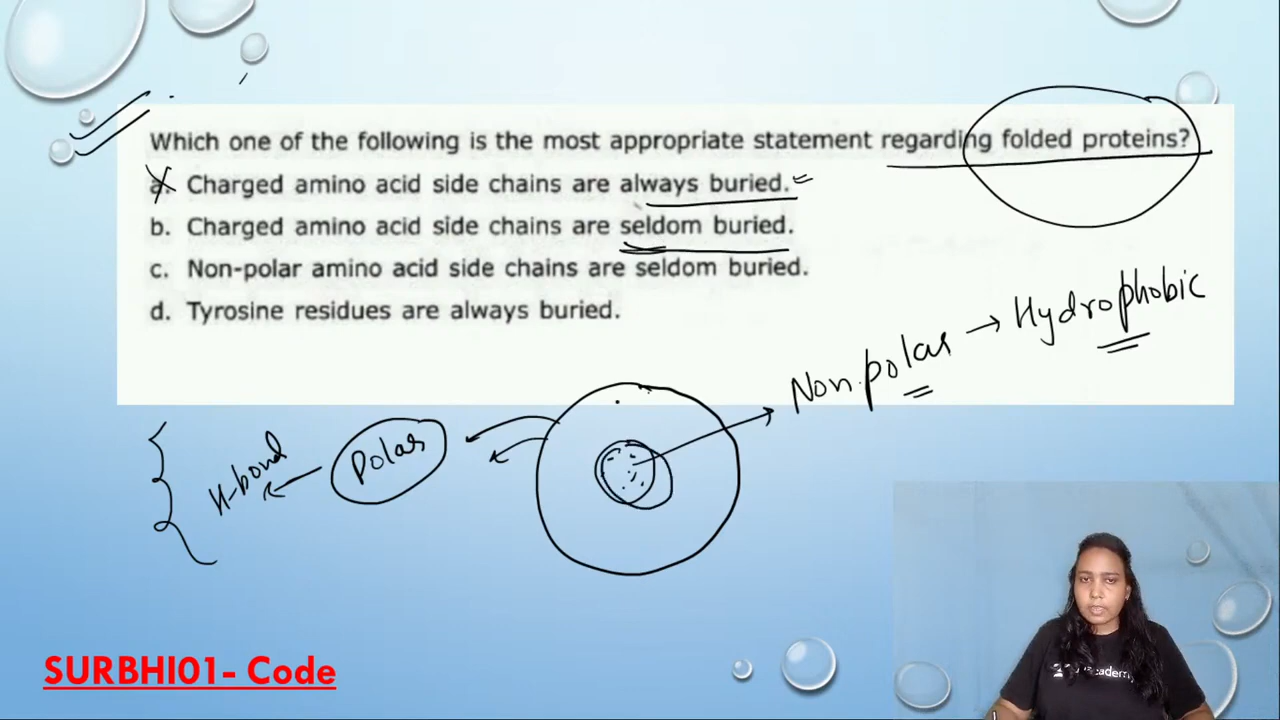 Which one of the following is the most appropriate statement regarding folded proteins?
a. Charged amino acid side chains are always buried.
b. Charged amino acid side chains are seldom buried.
c. Non-polar amino acid side chains are seldom buried.
d. Tyrosine residues are always buried.
Non.polar → Hydrophobic
H-bond ← Polar
SURBHI01- Code